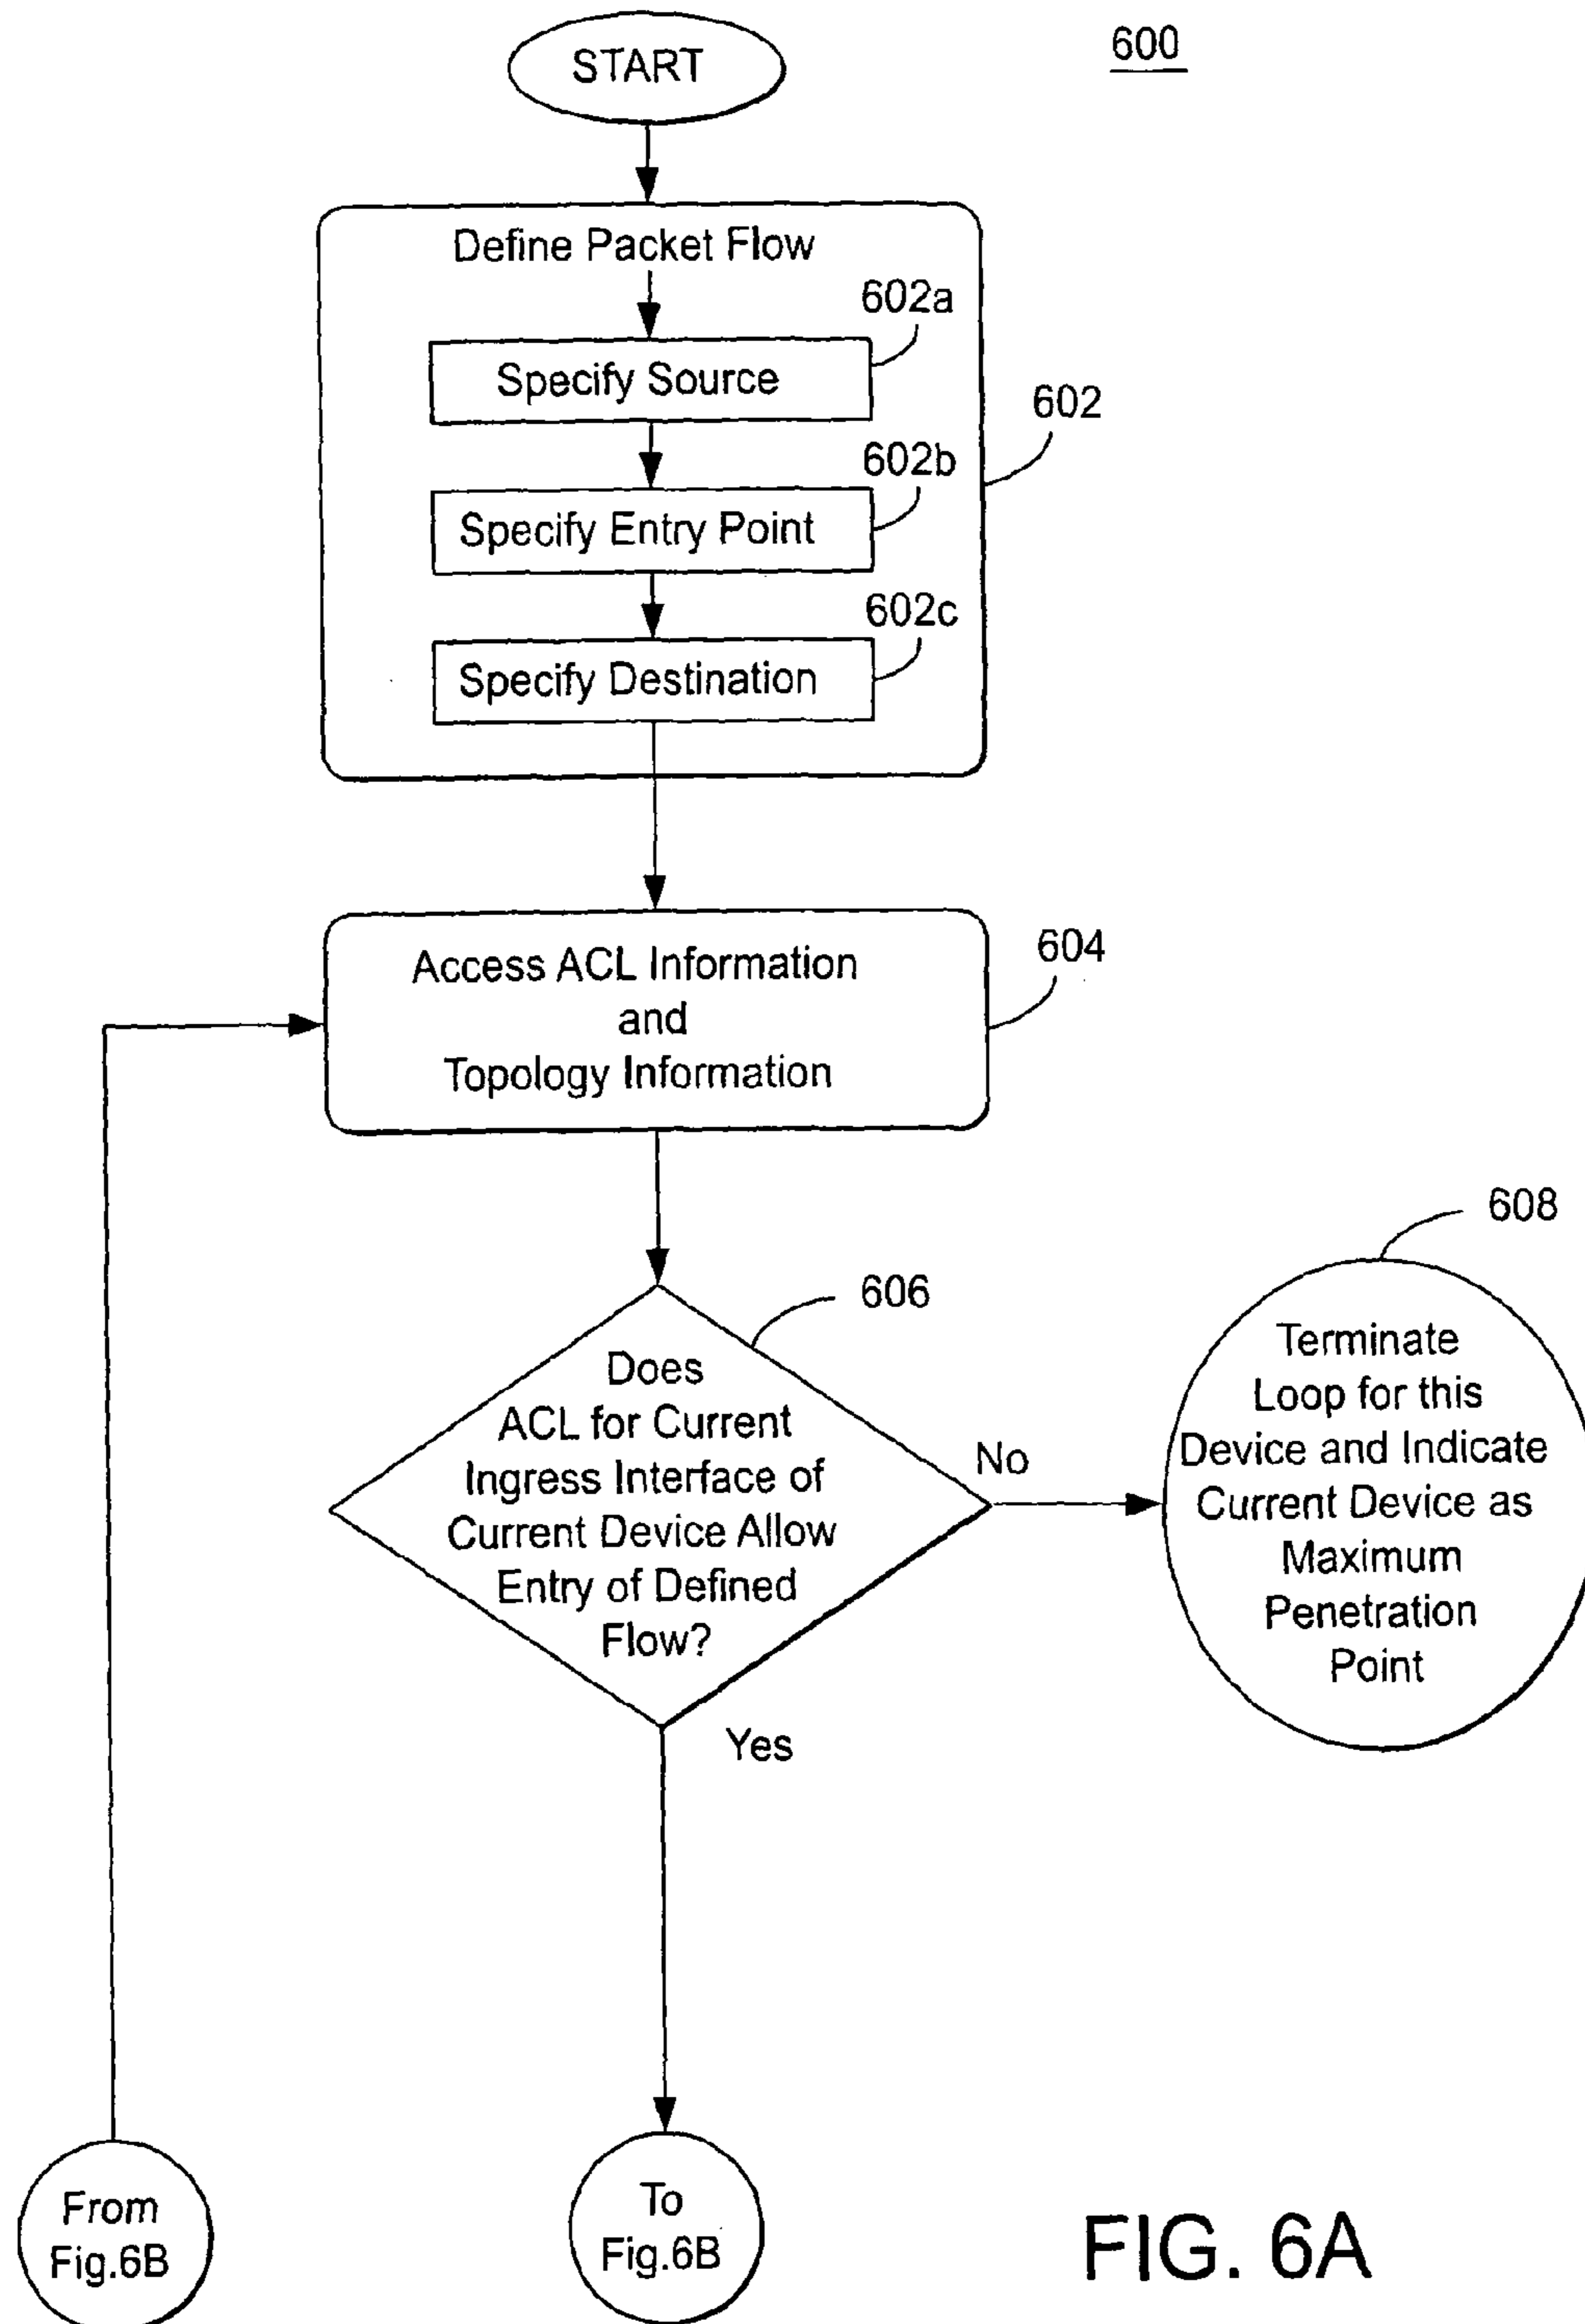 START
600
Define Packet Flow
602a
Specify Source
602
602b
Specify Entry Point
602c
Specify Destination
Access ACL Information
and
Topology Information
604
606
Does
ACL for Current
Ingress Interface of
Current Device Allow
Entry of Defined
Flow?
No
Yes
608
Terminate
Loop for this
Device and Indicate
Current Device as
Maximum
Penetration
Point
From
Fig.6B
To
Fig.6B
FIG. 6A